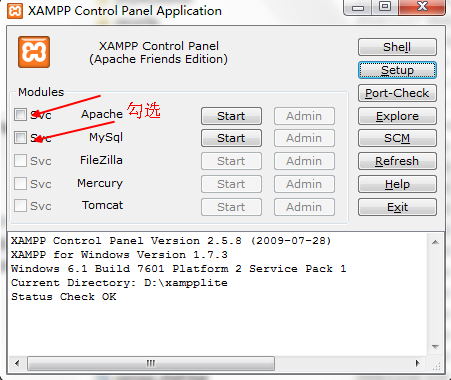 XAMPP Control Panel Application
XAMPP Control Panel
(Apache Friends Edition)
Shell
Setup
Port-Check
Explore
SCM
Refresh
Help
Exit
Modules
Svc Apache 勾选 Start Admin
Svc MySql Start Admin
Svc FileZilla Start Admin
Svc Mercury Start Admin
Svc Tomcat Start Admin
XAMPP Control Panel Version 2.5.8 (2009-07-28)
XAMPP for Windows Version 1.7.3
Windows 6.1 Build 7601 Platform 2 Service Pack 1
Current Directory: D:\xampplite
Status Check OK